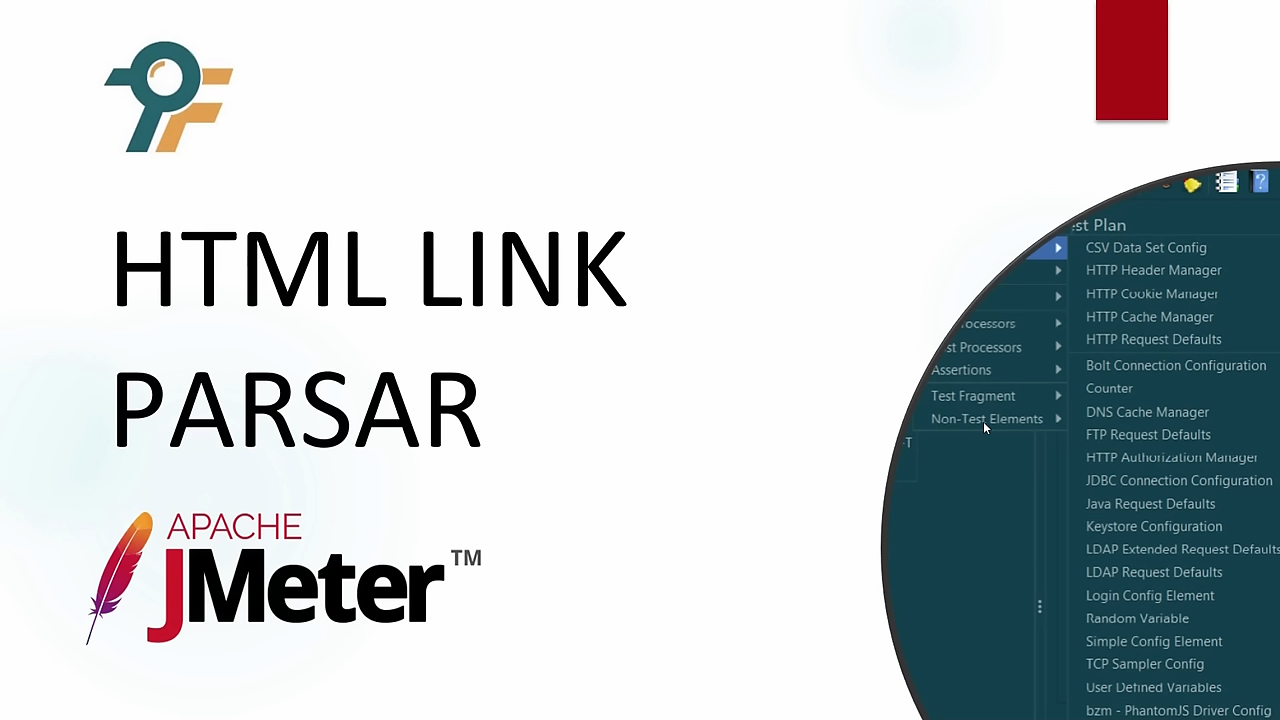 HTML LINK
PARSAR
APACHE
JMeter™
est Plan
CSV Data Set Config
HTTP Header Manager
HTTP Cookie Manager
HTTP Cache Manager
HTTP Request Defaults
Bolt Connection Configuration
Counter
DNS Cache Manager
FTP Request Defaults
HTTP Authorization Manager
JDBC Connection Configuration
Java Request Defaults
Keystore Configuration
LDAP Extended Request Defaults
LDAP Request Defaults
Login Config Element
Random Variable
Simple Config Element
TCP Sampler Config
User Defined Variables
bzm - PhantomJS Driver Config
ocessors
st Processors
Assertions
Test Fragment
Non-Test Elements
-T